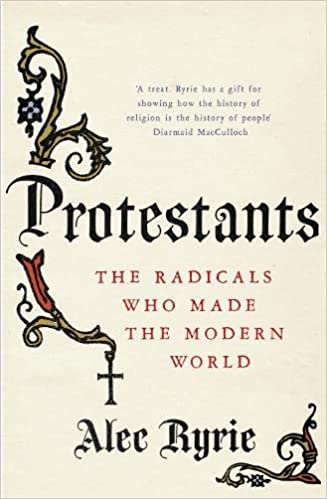 'A treat. Ryrie has a gift for
showing how the history of
religion is the history of people'
Diarmaid MacCulloch
Protestants
THE RADICALS
WHO MADE
THE MODERN
WORLD
Alec Ryrie